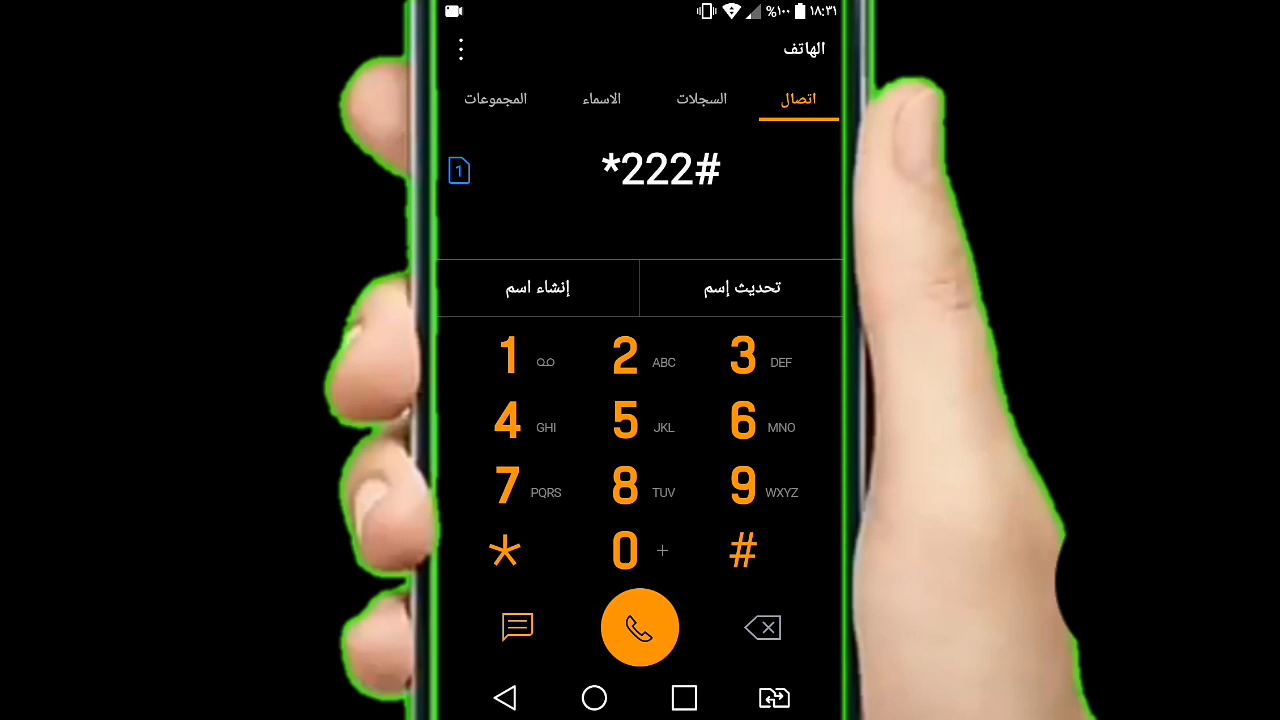 %١٠٠ ١٨:٣١
الهاتف
اتصال السجلات الاسماء المجموعات
1 *222#
تحديث إسم إنشاء اسم
1 2 ABC 3 DEF
4 GHI 5 JKL 6 MNO
7 PQRS 8 TUV 9 WXYZ
* 0 + #